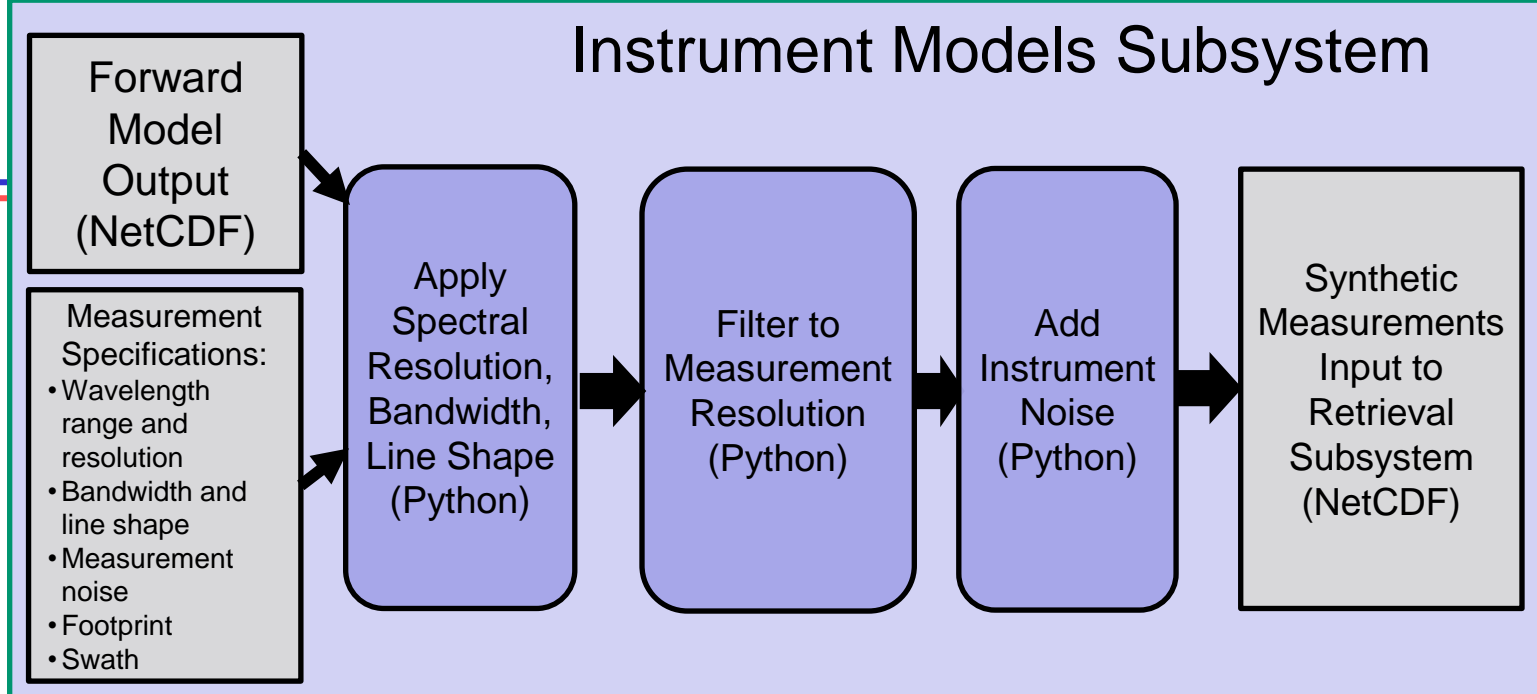 Instrument Models Subsystem
Forward
Model
Output
(NetCDF)
Measurement
Specifications:
• Wavelength
range and
resolution
• Bandwidth and
line shape
• Measurement
noise
• Footprint
• Swath
Apply
Spectral
Resolution,
Bandwidth,
Line Shape
(Python)
Filter to
Measurement
Resolution
(Python)
Add
Instrument
Noise
(Python)
Synthetic
Measurements
Input to
Retrieval
Subsystem
(NetCDF)